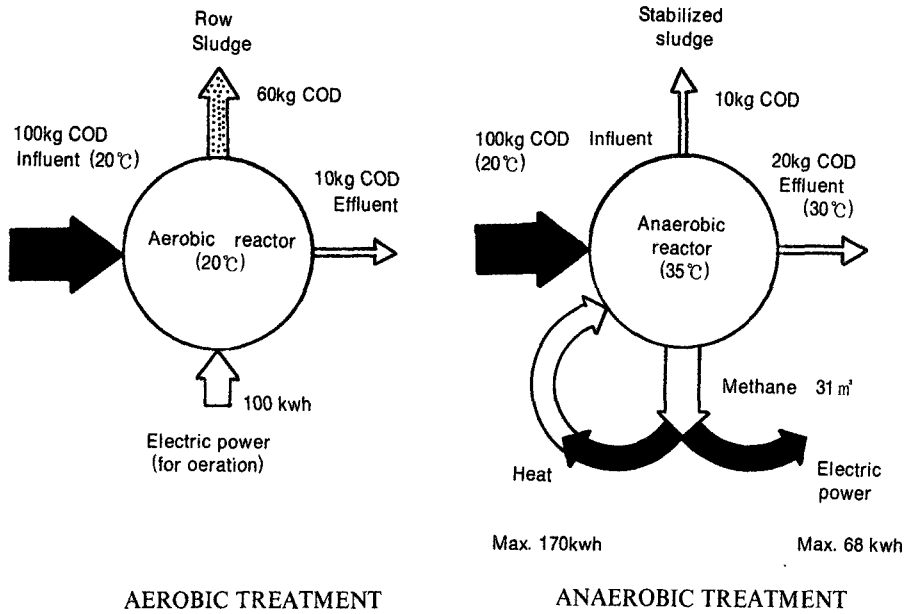 Row
Sludge
60kg COD
100kg COD
Influent (20℃)
10kg COD
Effluent
Aerobic reactor
(20℃)
100 kwh
Electric power
(for oeration)
AEROBIC TREATMENT
Stabilized
sludge
10kg COD
100kg COD Influent
(20℃)
20kg COD
Effluent
(30℃)
Anaerobic
reactor
(35℃)
Methane 31㎥
Heat
Electric
power
Max. 170kwh
Max. 68 kwh
ANAEROBIC TREATMENT